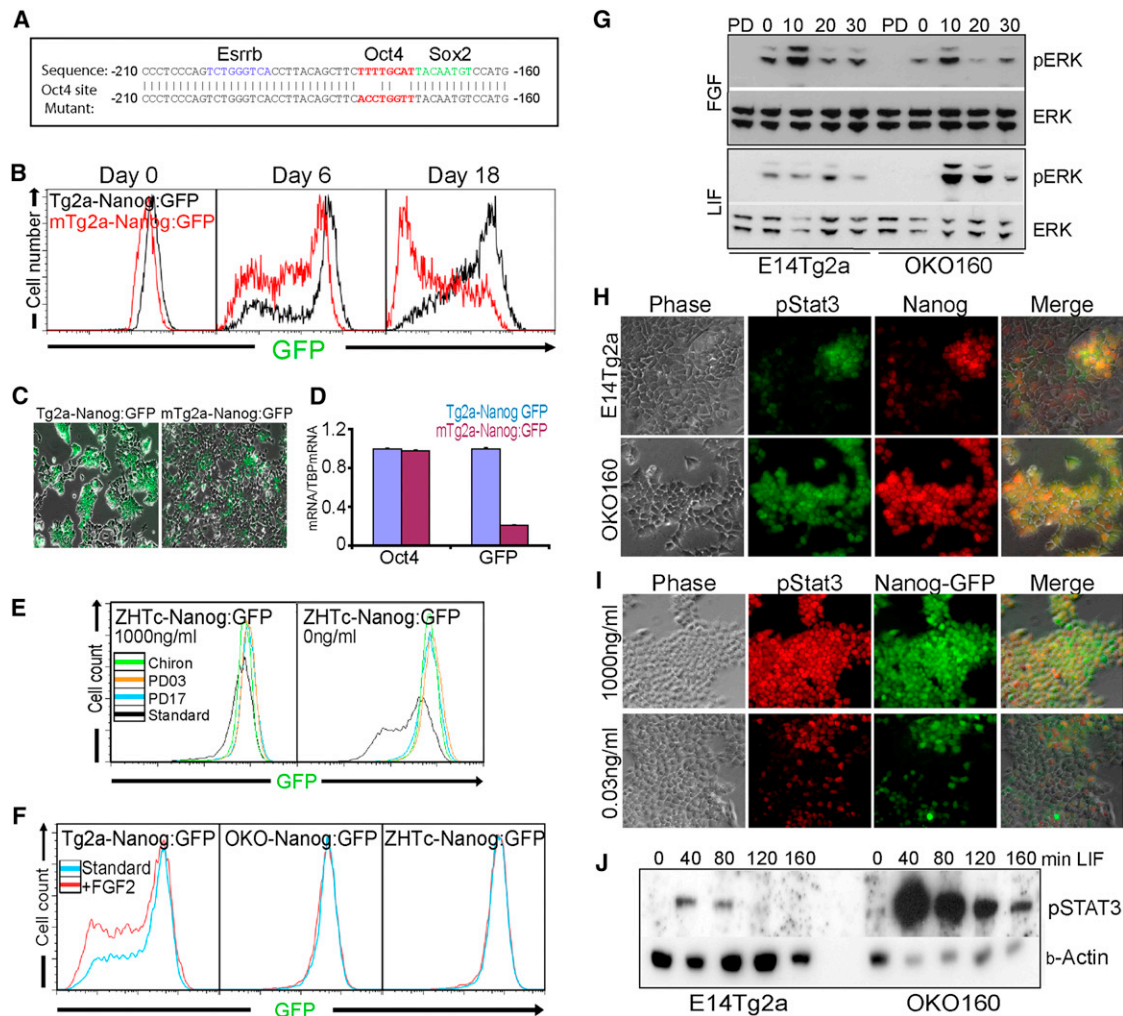 A
Esrrb Oct4 Sox2
Sequence: -210 CCCTCCCAGTCTGGGTCACCTTACAGCTTCTTTTGCATTACAATGTCCATG -160
Oct4 site
Mutant: -210 CCCTCCCAGTCTGGGTCACCTTACAGCTTCACCTGGTTTACAATGTCCATG -160
B
Day 0 Day 6 Day 18
Tg2a-Nanog:GFP
mTg2a-Nanog:GFP
Cell number
GFP
C
Tg2a-Nanog:GFP mTg2a-Nanog:GFP
D
Tg2a-Nanog GFP
mTg2a-Nanog:GFP
mRNA/TBPmRNA
1.2
0.8
0.4
0
Oct4 GFP
E
ZHTc-Nanog:GFP
1000ng/ml
ZHTc-Nanog:GFP
0ng/ml
Chiron
PD03
PD17
Standard
Cell count
GFP
F
Tg2a-Nanog:GFP OKO-Nanog:GFP ZHTc-Nanog:GFP
Standard
+FGF2
Cell count
GFP
G
PD 0 10 20 30 PD 0 10 20 30
FGF
pERK
ERK
LIF
pERK
ERK
E14Tg2a OKO160
H
Phase pStat3 Nanog Merge
E14Tg2a
OKO160
I
Phase pStat3 Nanog-GFP Merge
1000ng/ml
0.03ng/ml
J
0 40 80 120 160 0 40 80 120 160 min LIF
pSTAT3
b-Actin
E14Tg2a OKO160